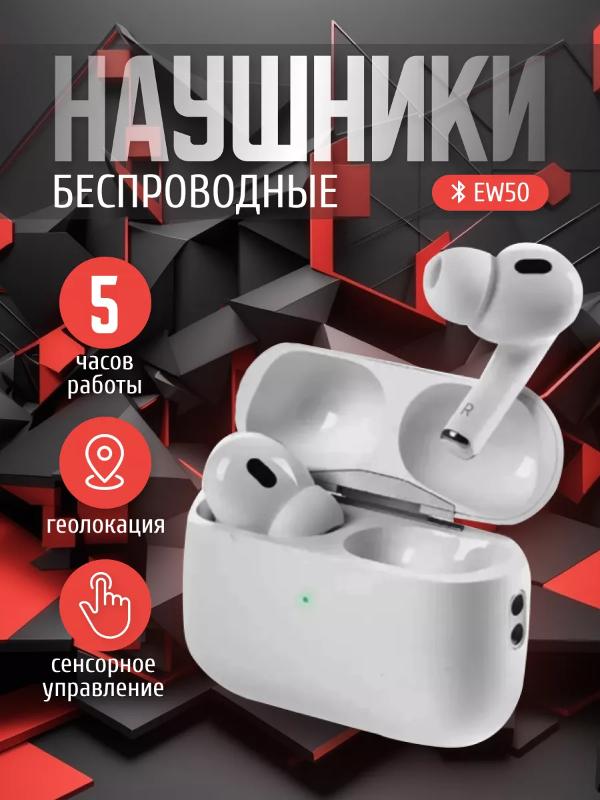 НАУШНИКИ
БЕСПРОВОДНЫЕ
EW50
5
часов
работы
геолокация
сенсорное
управление
R